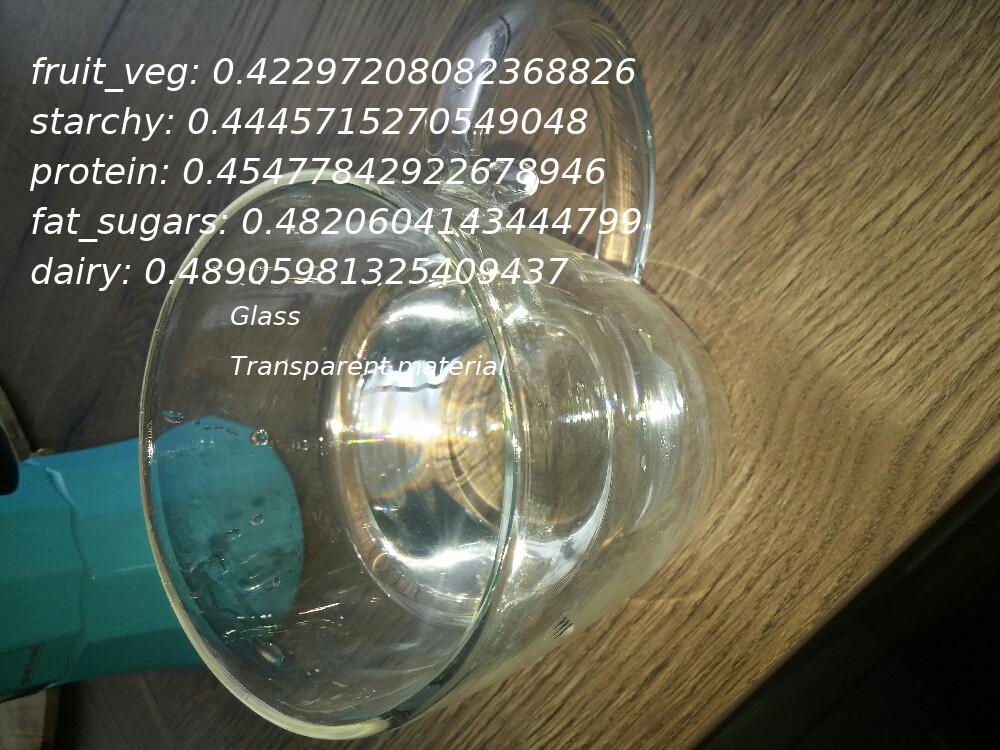 fruit_veg: 0.42297208082368826
starchy: 0.4445715270549048
protein: 0.45477842922678946
fat_sugars: 0.4820604143444799
dairy: 0.48905981325409437
Glass
Transparent material